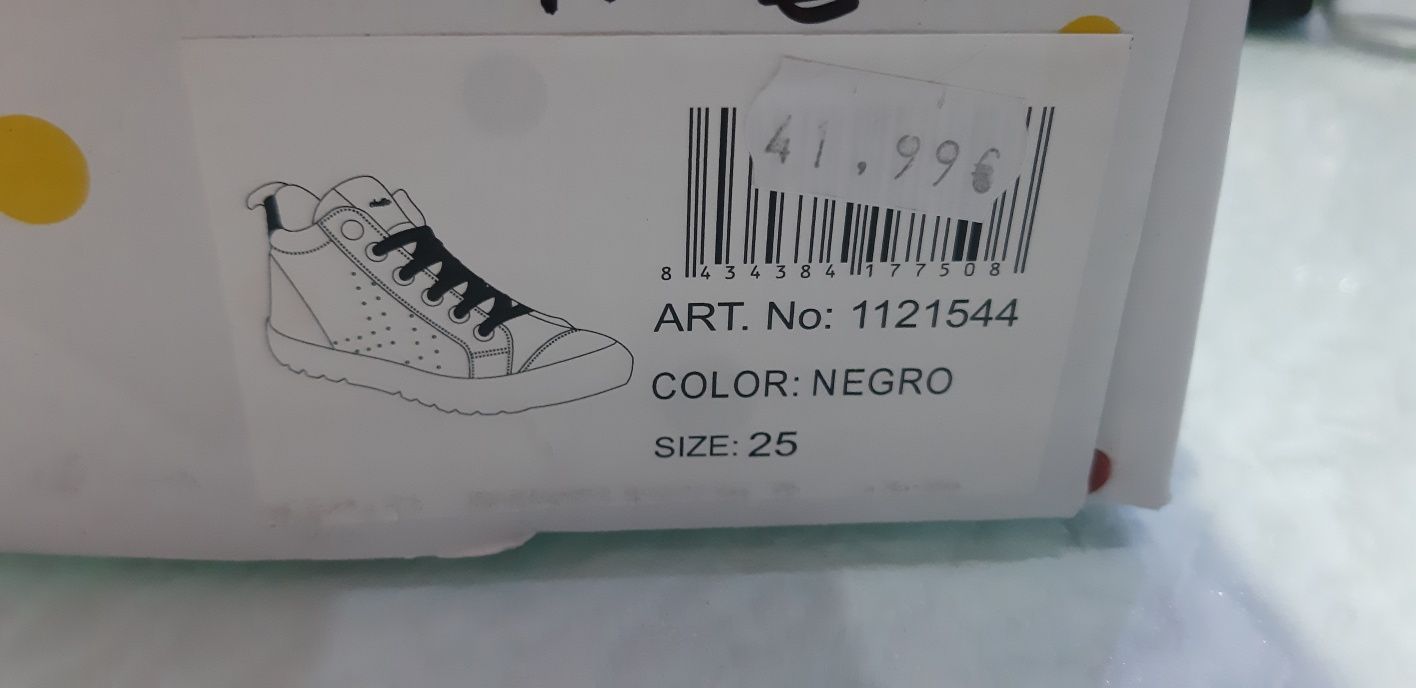 41,99€
8 434384 177508
ART. No: 1121544
COLOR: NEGRO
SIZE: 25